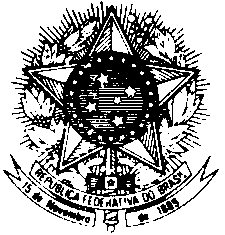 REPUBLICA FEDERATIVA DO BRASIL
15 de Novembro de 1889